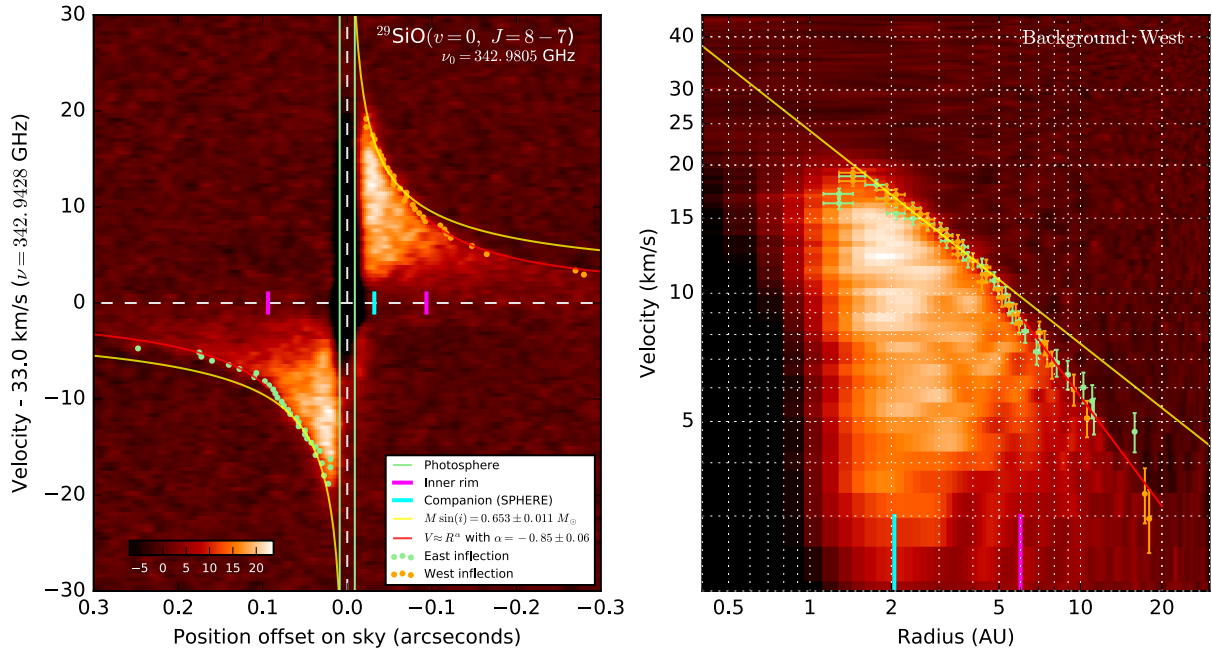 ²⁹SiO(v=0, J=8−7)
ν₀=342.9805 GHz
Velocity - 33.0 km/s (ν=342.9428 GHz)
30
20
10
0
−10
−20
−30
0.3
0.2
0.1
0.0
−0.1
−0.2
−0.3
Position offset on sky (arcseconds)
−5
0
5
10
15
20
Photosphere
Inner rim
Companion (SPHERE)
M sin(i)=0.653±0.011 M☉
V≈R^α with α=−0.85±0.06
East inflection
West inflection
Background: West
Velocity (km/s)
40
30
25
20
15
10
5
0.5
1
2
5
10
20
Radius (AU)